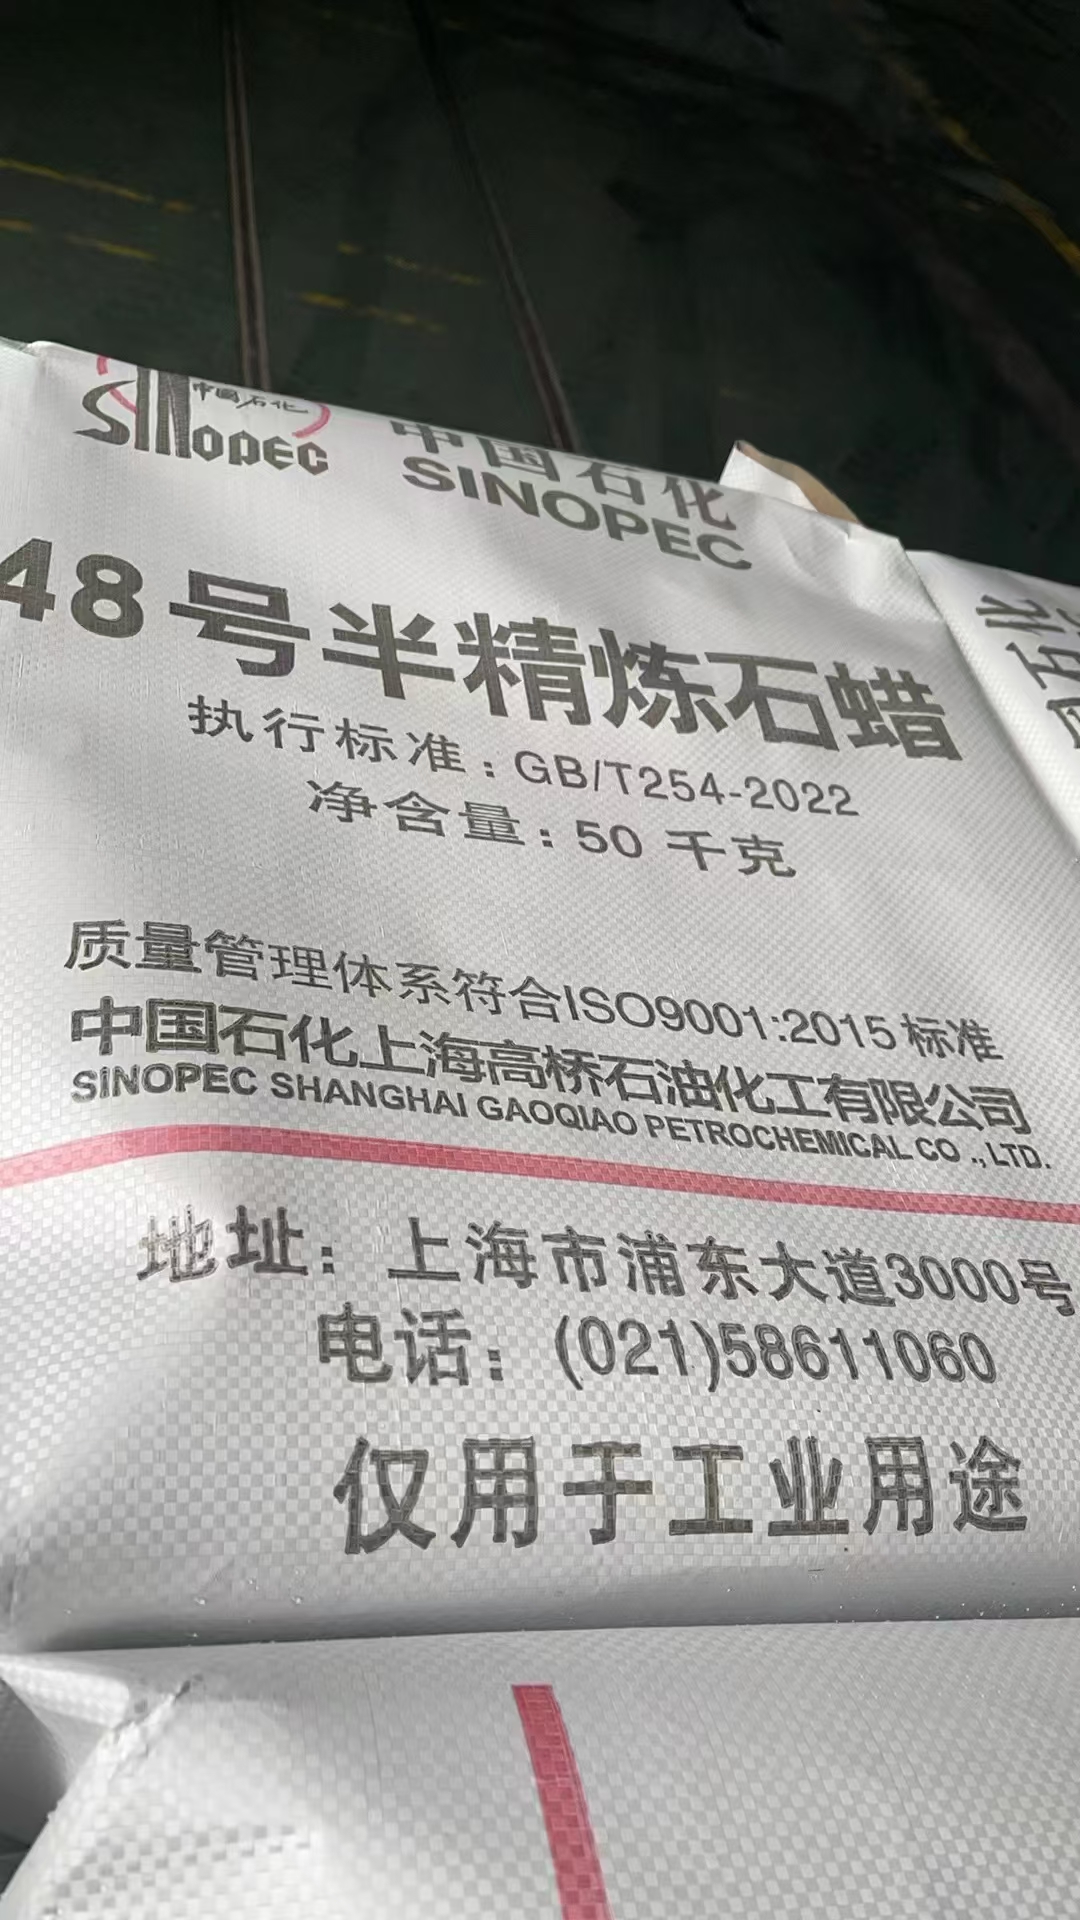 SINOPEC 中国石化
中国石化
SINOPEC
48号半精炼石蜡
执行标准：GB/T254-2022
净含量：50 千克
质量管理体系符合ISO9001:2015标准
中国石化上海高桥石油化工有限公司
SINOPEC SHANGHAI GAOQIAO PETROCHEMICAL CO .,LTD.
地址：上海市浦东大道3000号
电话：(021)58611060
仅用于工业用途
石化